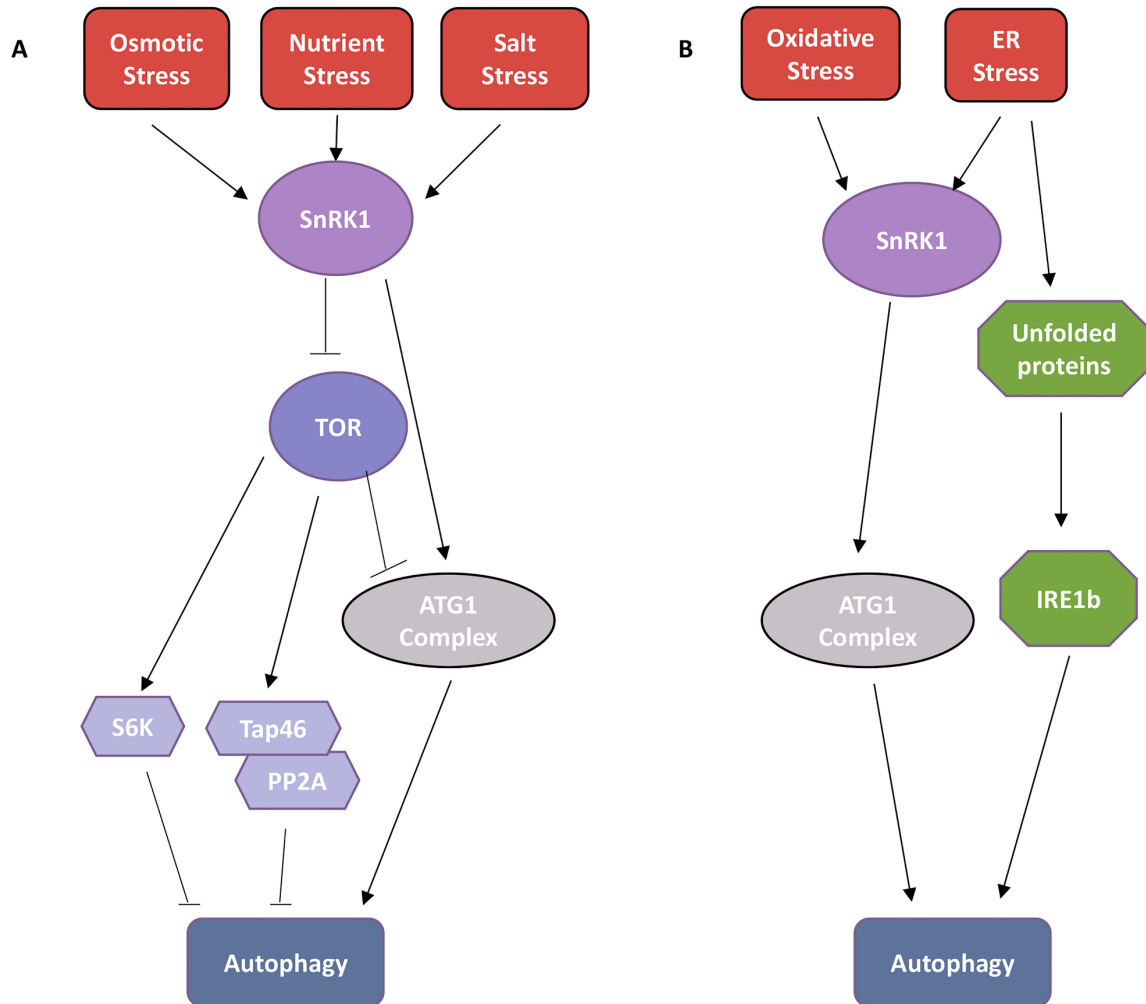 A
Osmotic
Stress
Nutrient
Stress
Salt
Stress
SnRK1
TOR
ATG1
Complex
S6K
Tap46
PP2A
Autophagy
B
Oxidative
Stress
ER
Stress
SnRK1
Unfolded
proteins
ATG1
Complex
IRE1b
Autophagy